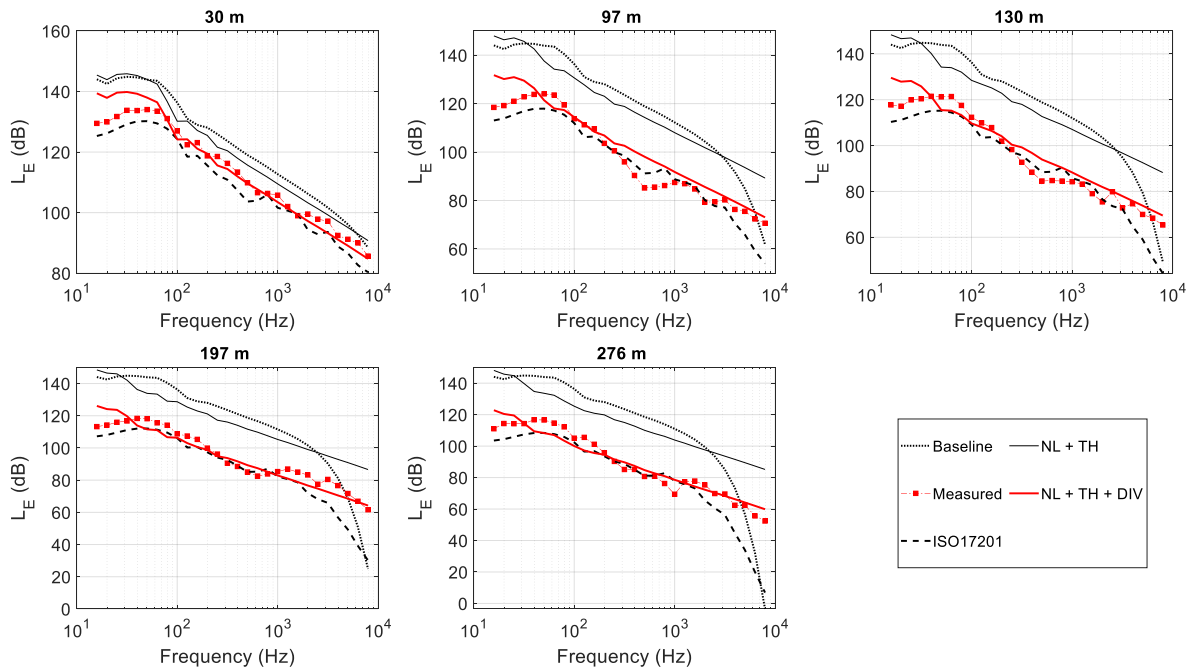 30 m
160
140
120
100
80
L_E (dB)
10^1 10^2 10^3 10^4
Frequency (Hz)
97 m
140
120
100
80
60
L_E (dB)
10^1 10^2 10^3 10^4
Frequency (Hz)
130 m
140
120
100
80
60
L_E (dB)
10^1 10^2 10^3 10^4
Frequency (Hz)
197 m
140
120
100
80
60
40
20
0
L_E (dB)
10^1 10^2 10^3 10^4
Frequency (Hz)
276 m
140
120
100
80
60
40
20
0
L_E (dB)
10^1 10^2 10^3 10^4
Frequency (Hz)
Baseline NL + TH
Measured NL + TH + DIV
ISO17201